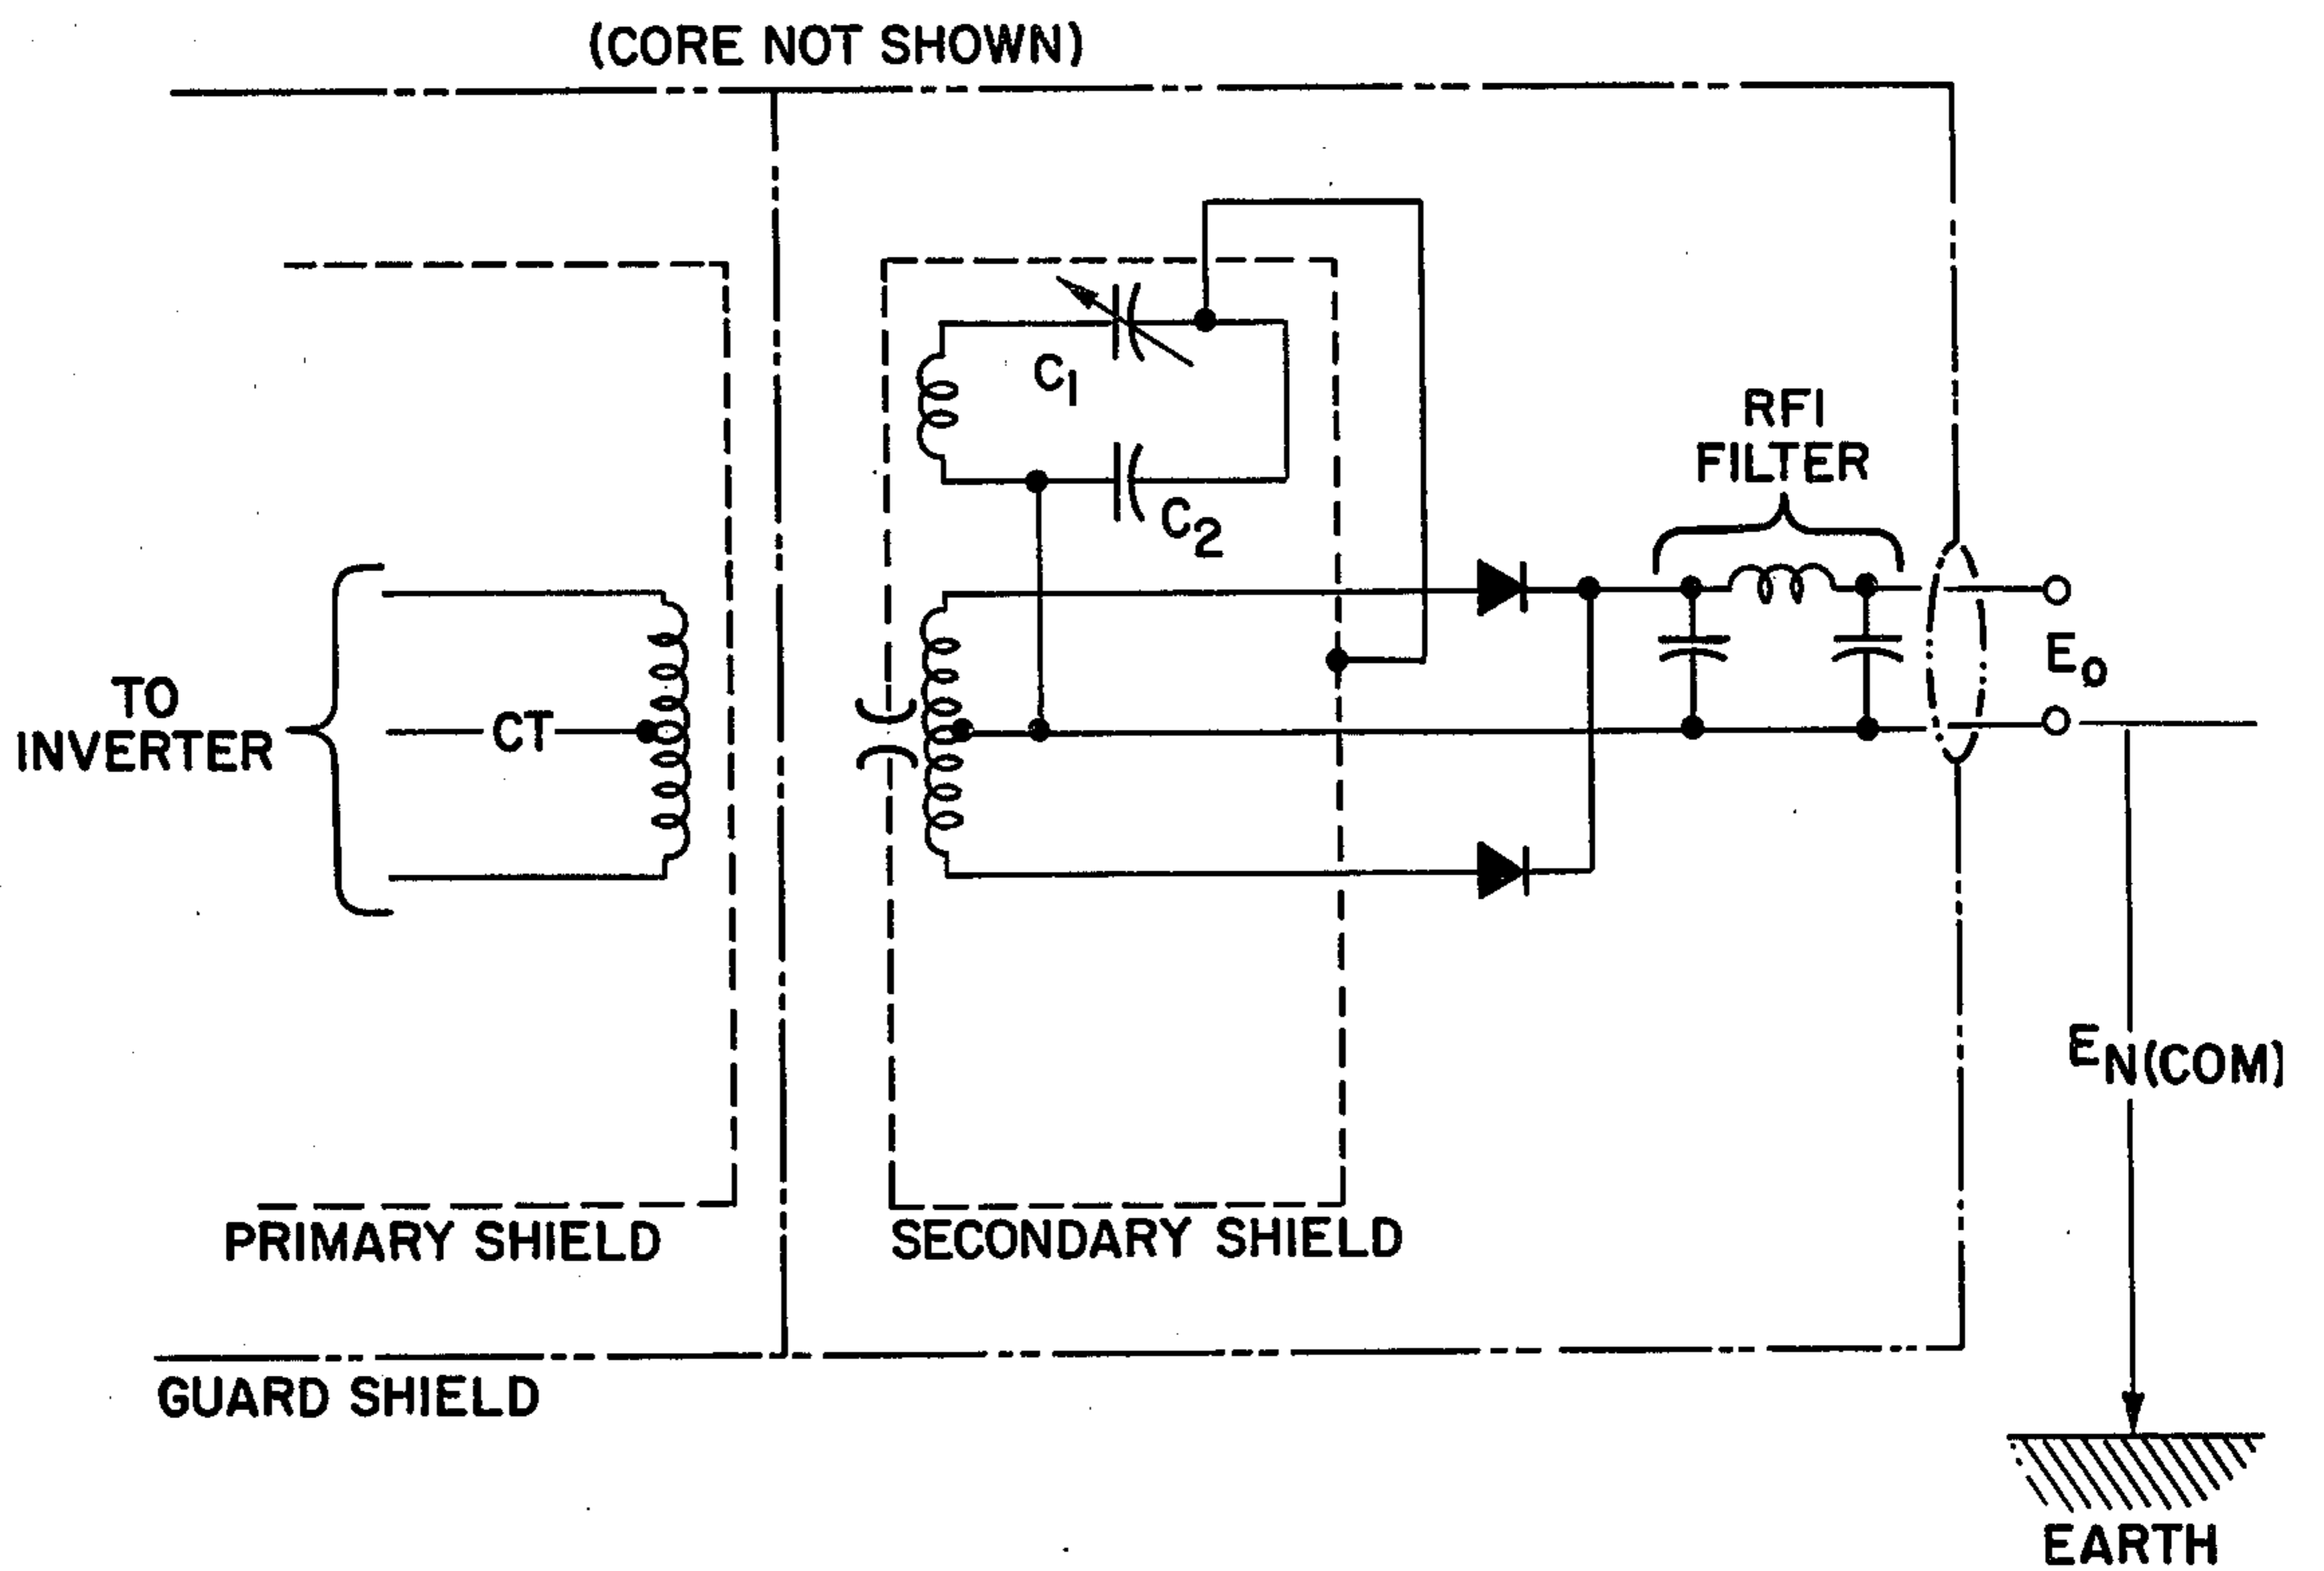 (CORE NOT SHOWN)
C1
C2
RFI
FILTER
TO
INVERTER
CT
Eo
EN(COM)
PRIMARY SHIELD
SECONDARY SHIELD
GUARD SHIELD
EARTH